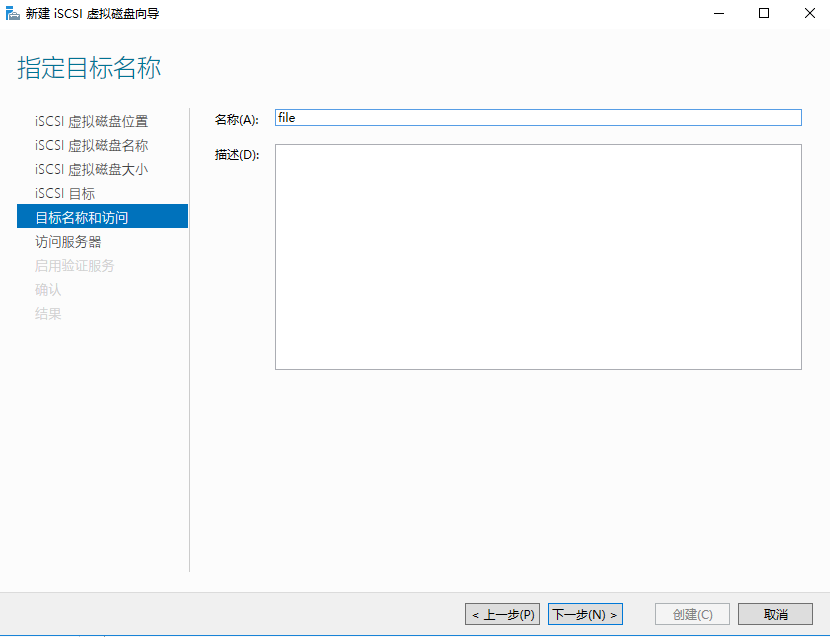 新建 iSCSI 虚拟磁盘向导
指定目标名称
iSCSI 虚拟磁盘位置
iSCSI 虚拟磁盘名称
iSCSI 虚拟磁盘大小
iSCSI 目标
目标名称和访问
访问服务器
启用验证服务
确认
结果
名称(A):
file
描述(D):
< 上一步(P)
下一步(N) >
创建(C)
取消